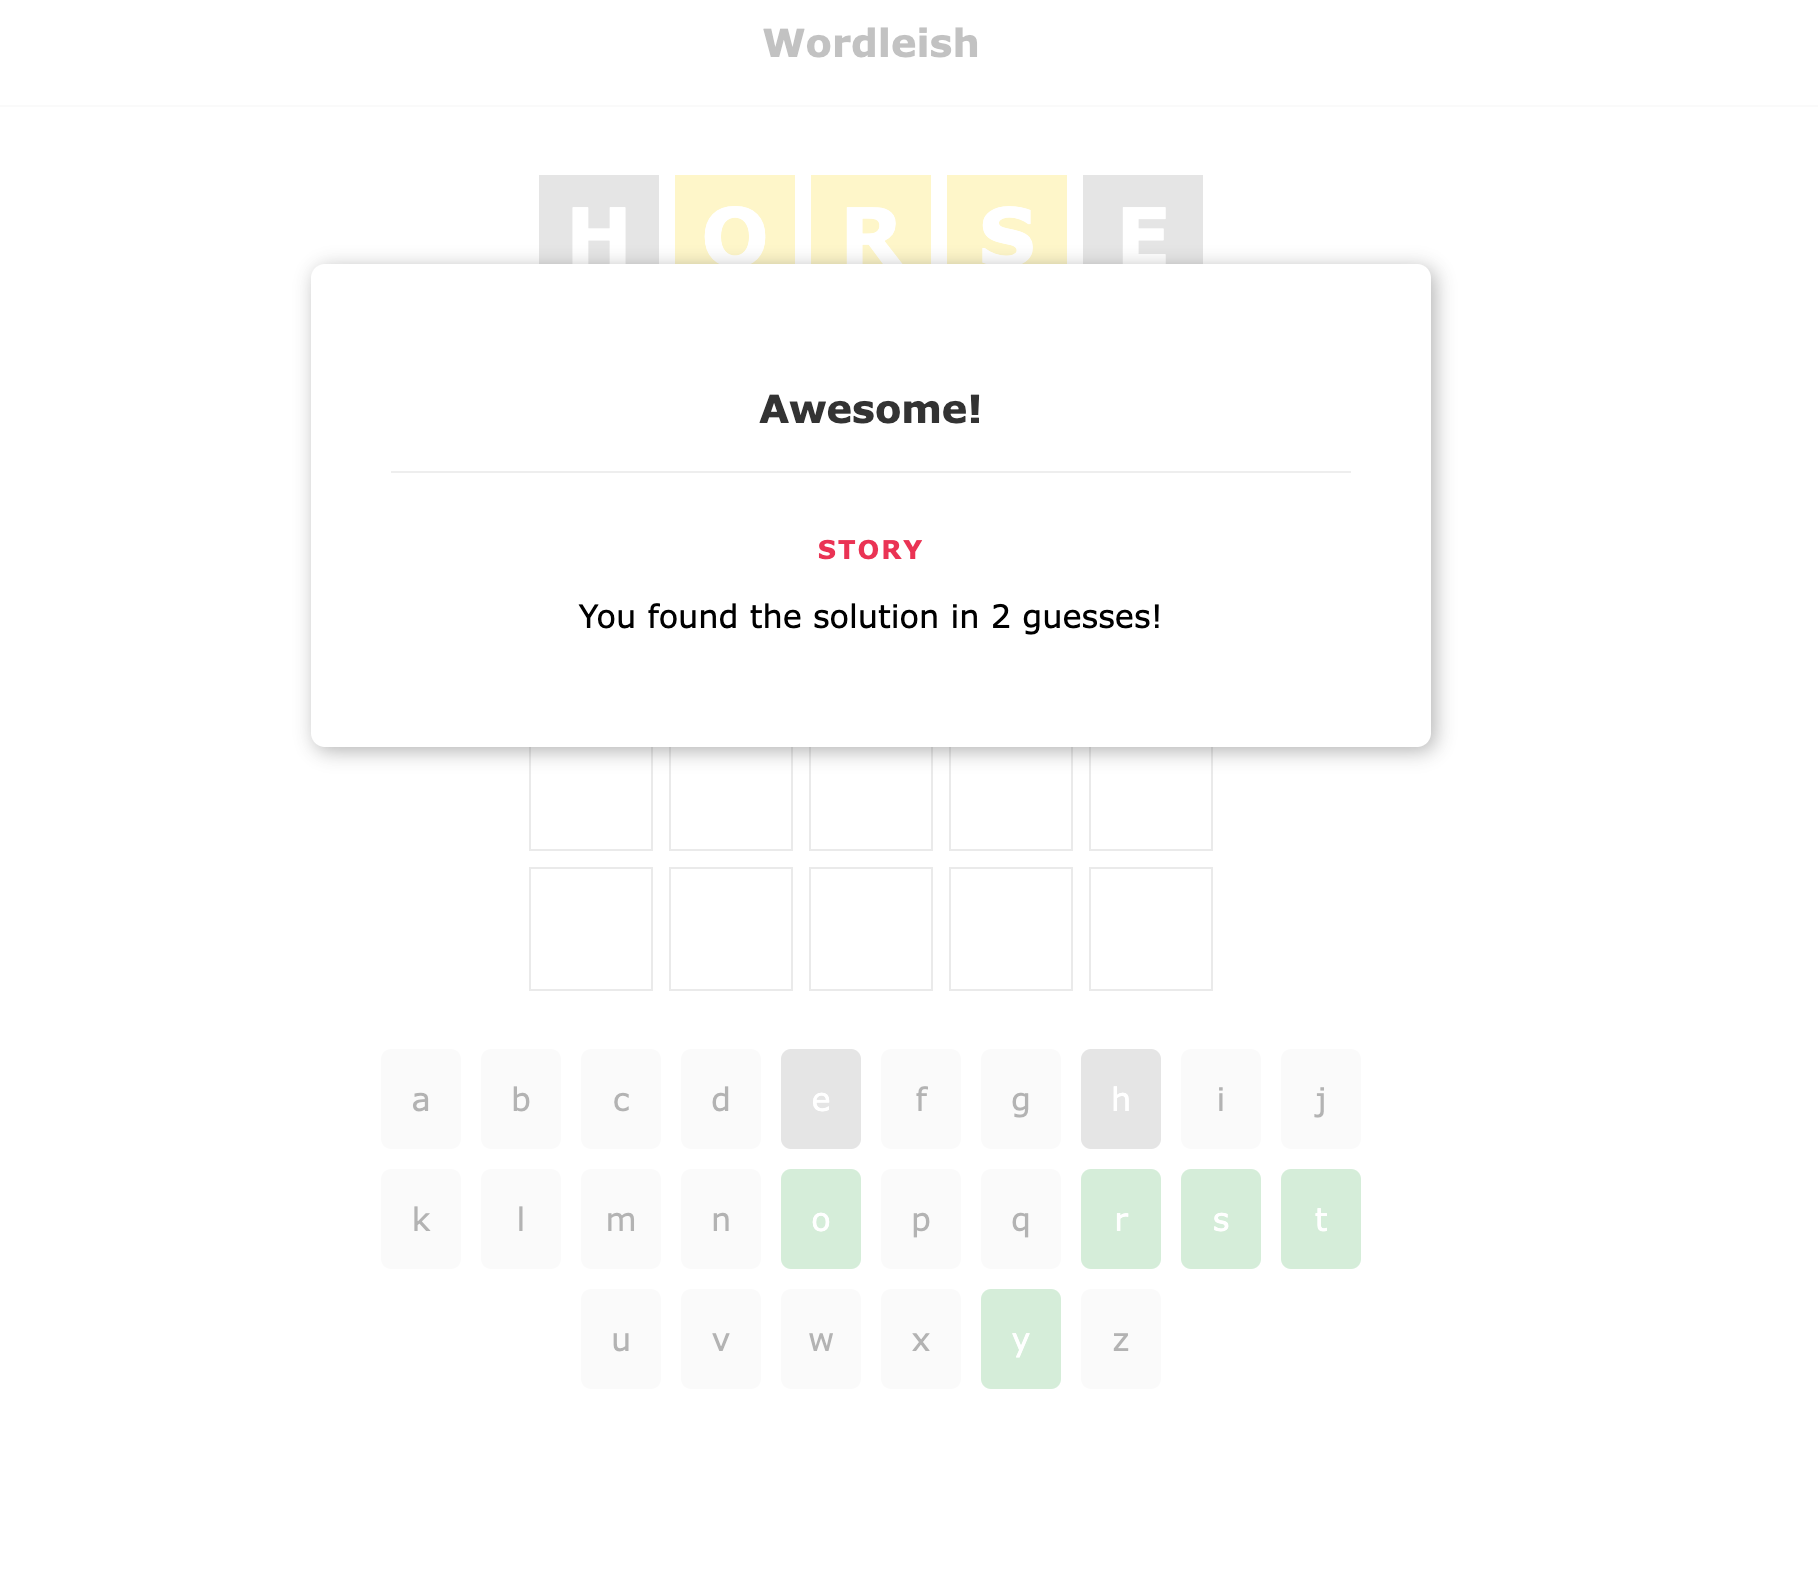 Wordleish
H O R S E
Awesome!
STORY
You found the solution in 2 guesses!
a b c d e f g h i j
k l m n o p q r s t
u v w x y z